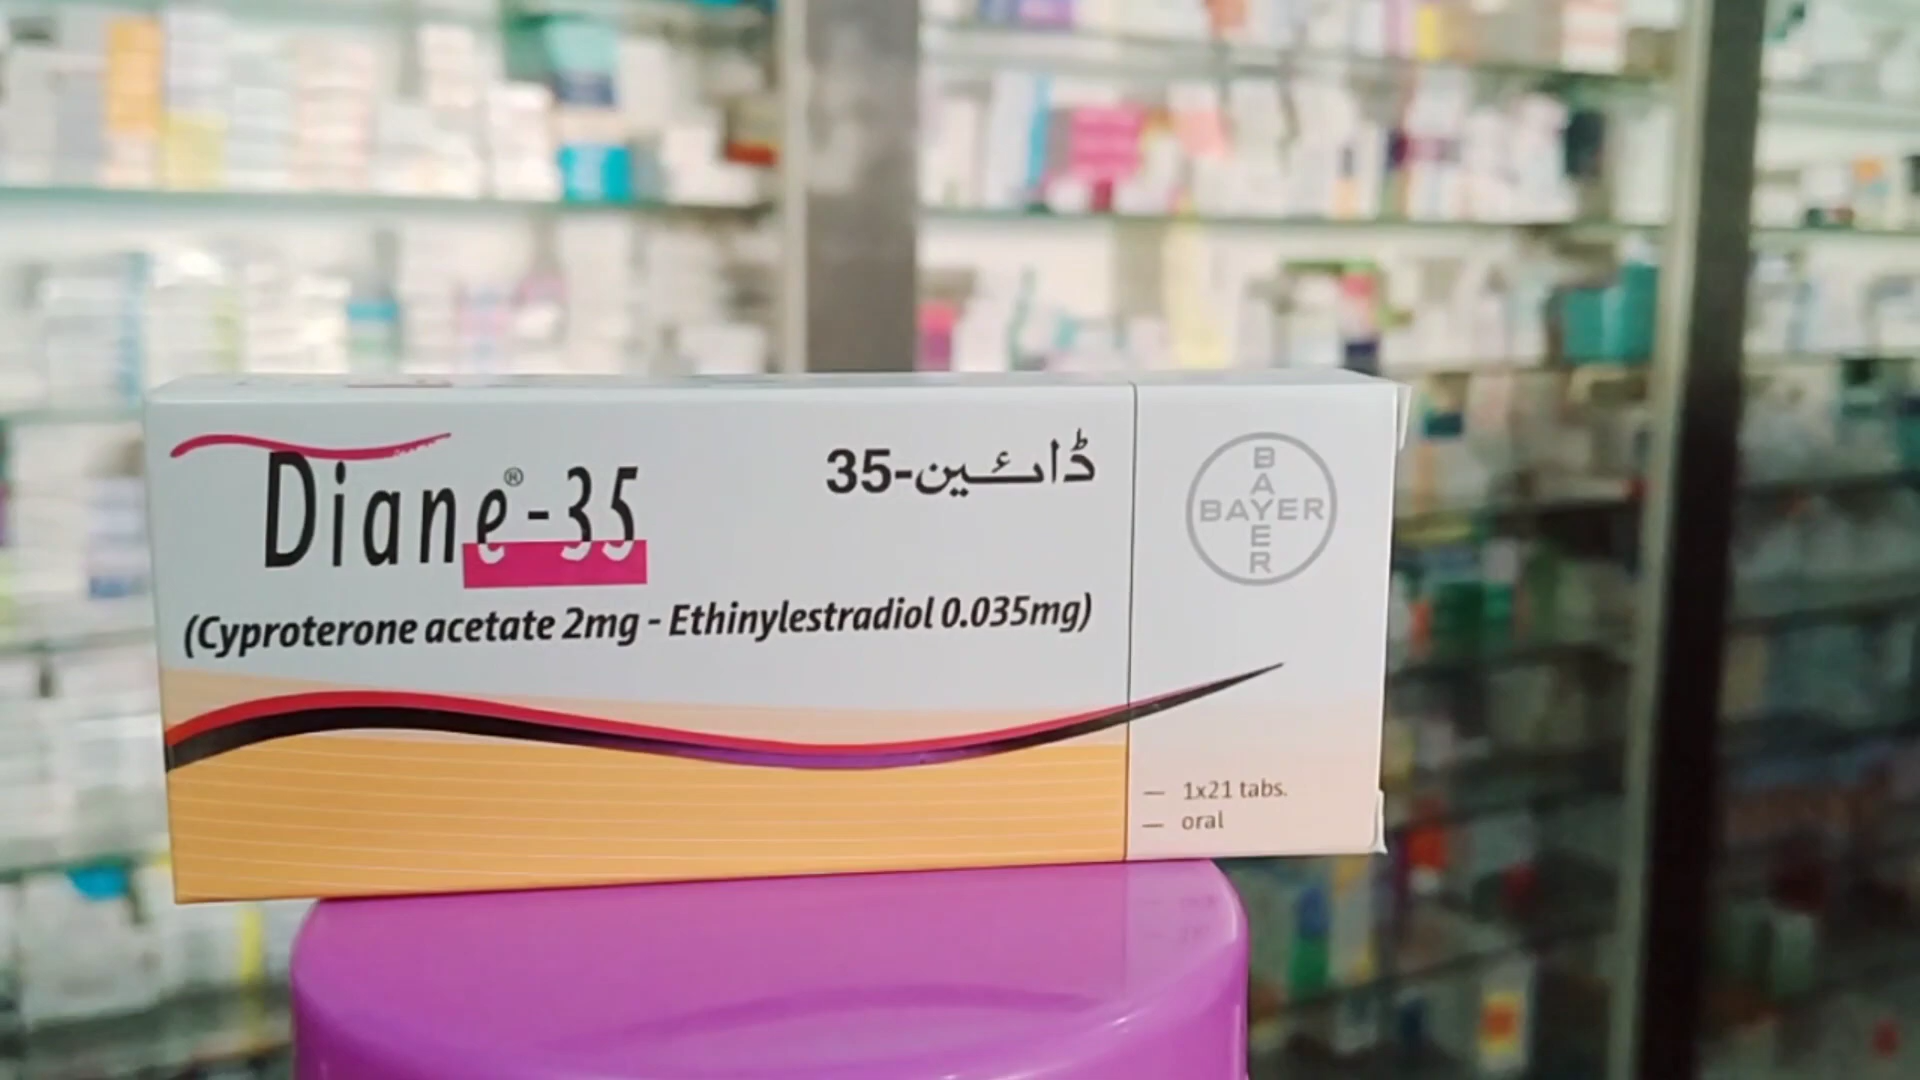 Diane®-35
ڈائین-35
(Cyproterone acetate 2mg - Ethinylestradiol 0.035mg)
BAYER
BAYER
— 1x21 tabs.
— oral